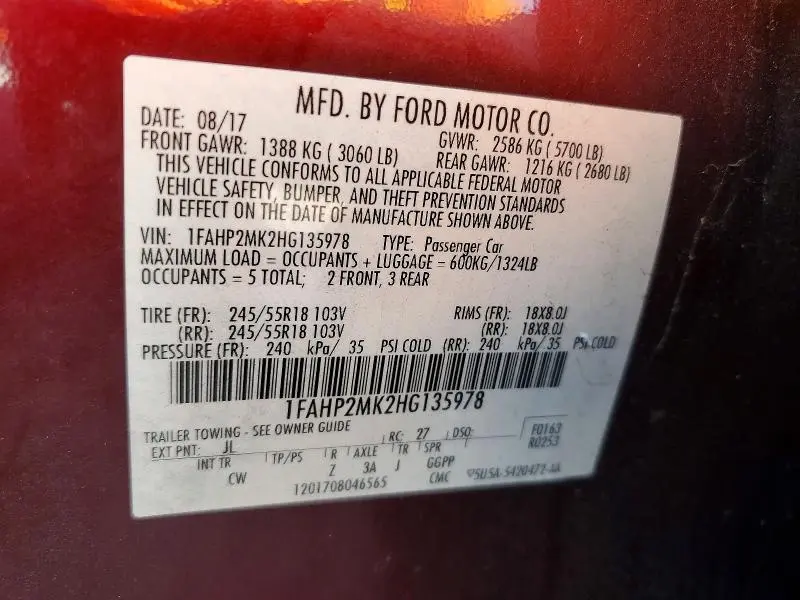 MFD. BY FORD MOTOR CO.
DATE: 08/17 GVWR: 2586 KG ( 5700 LB)
FRONT GAWR: 1388 KG ( 3060 LB) REAR GAWR: 1216 KG ( 2680 LB)
THIS VEHICLE CONFORMS TO ALL APPLICABLE FEDERAL MOTOR
VEHICLE SAFETY, BUMPER, AND THEFT PREVENTION STANDARDS
IN EFFECT ON THE DATE OF MANUFACTURE SHOWN ABOVE.
VIN: 1FAHP2MK2HG135978 TYPE: Passenger Car
MAXIMUM LOAD = OCCUPANTS + LUGGAGE = 600KG/1324LB
OCCUPANTS = 5 TOTAL; 2 FRONT, 3 REAR
TIRE (FR): 245/55R18 103V RIMS (FR): 18X8.0J
(RR): 245/55R18 103V (RR): 18X8.0J
PRESSURE (FR): 240 kPa/ 35 PSI COLD (RR): 240 kPa/ 35 PSI COLD
1FAHP2MK2HG135978
TRAILER TOWING - SEE OWNER GUIDE RC: 27 DSO: F0163
EXT PNT: JL R0253
INT TR TP/PS R AXLE TR SPR
CW Z 3A J GGPP
1201708046565 CMC